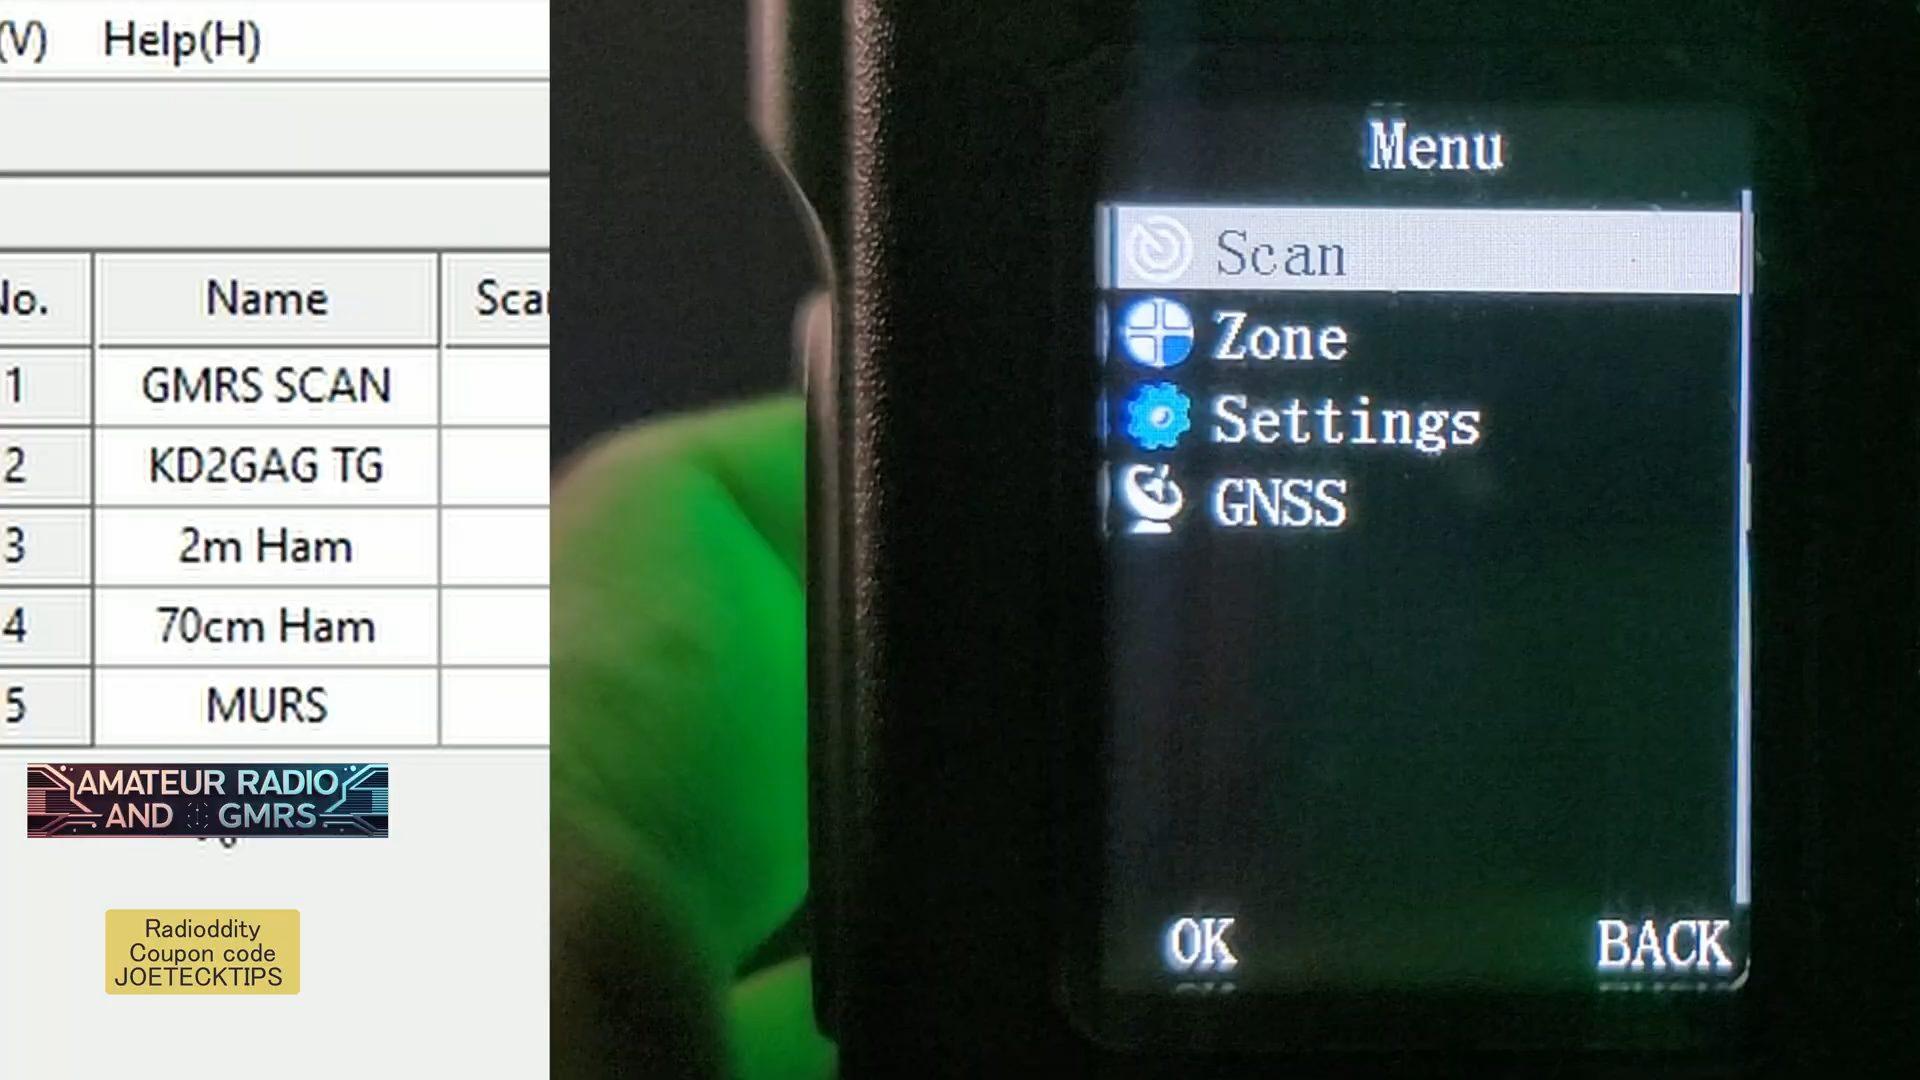 (V) Help(H)
No. Name Scan
1 GMRS SCAN
2 KD2GAG TG
3 2m Ham
4 70cm Ham
5 MURS
AMATEUR RADIO
AND GMRS
Radioddity
Coupon code
JOETECKTIPS
Menu
Scan
Zone
Settings
GNSS
OK BACK